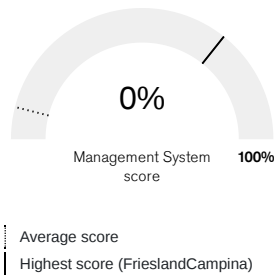 0%
Management System
score
100%
Average score
Highest score (FrieslandCampina)